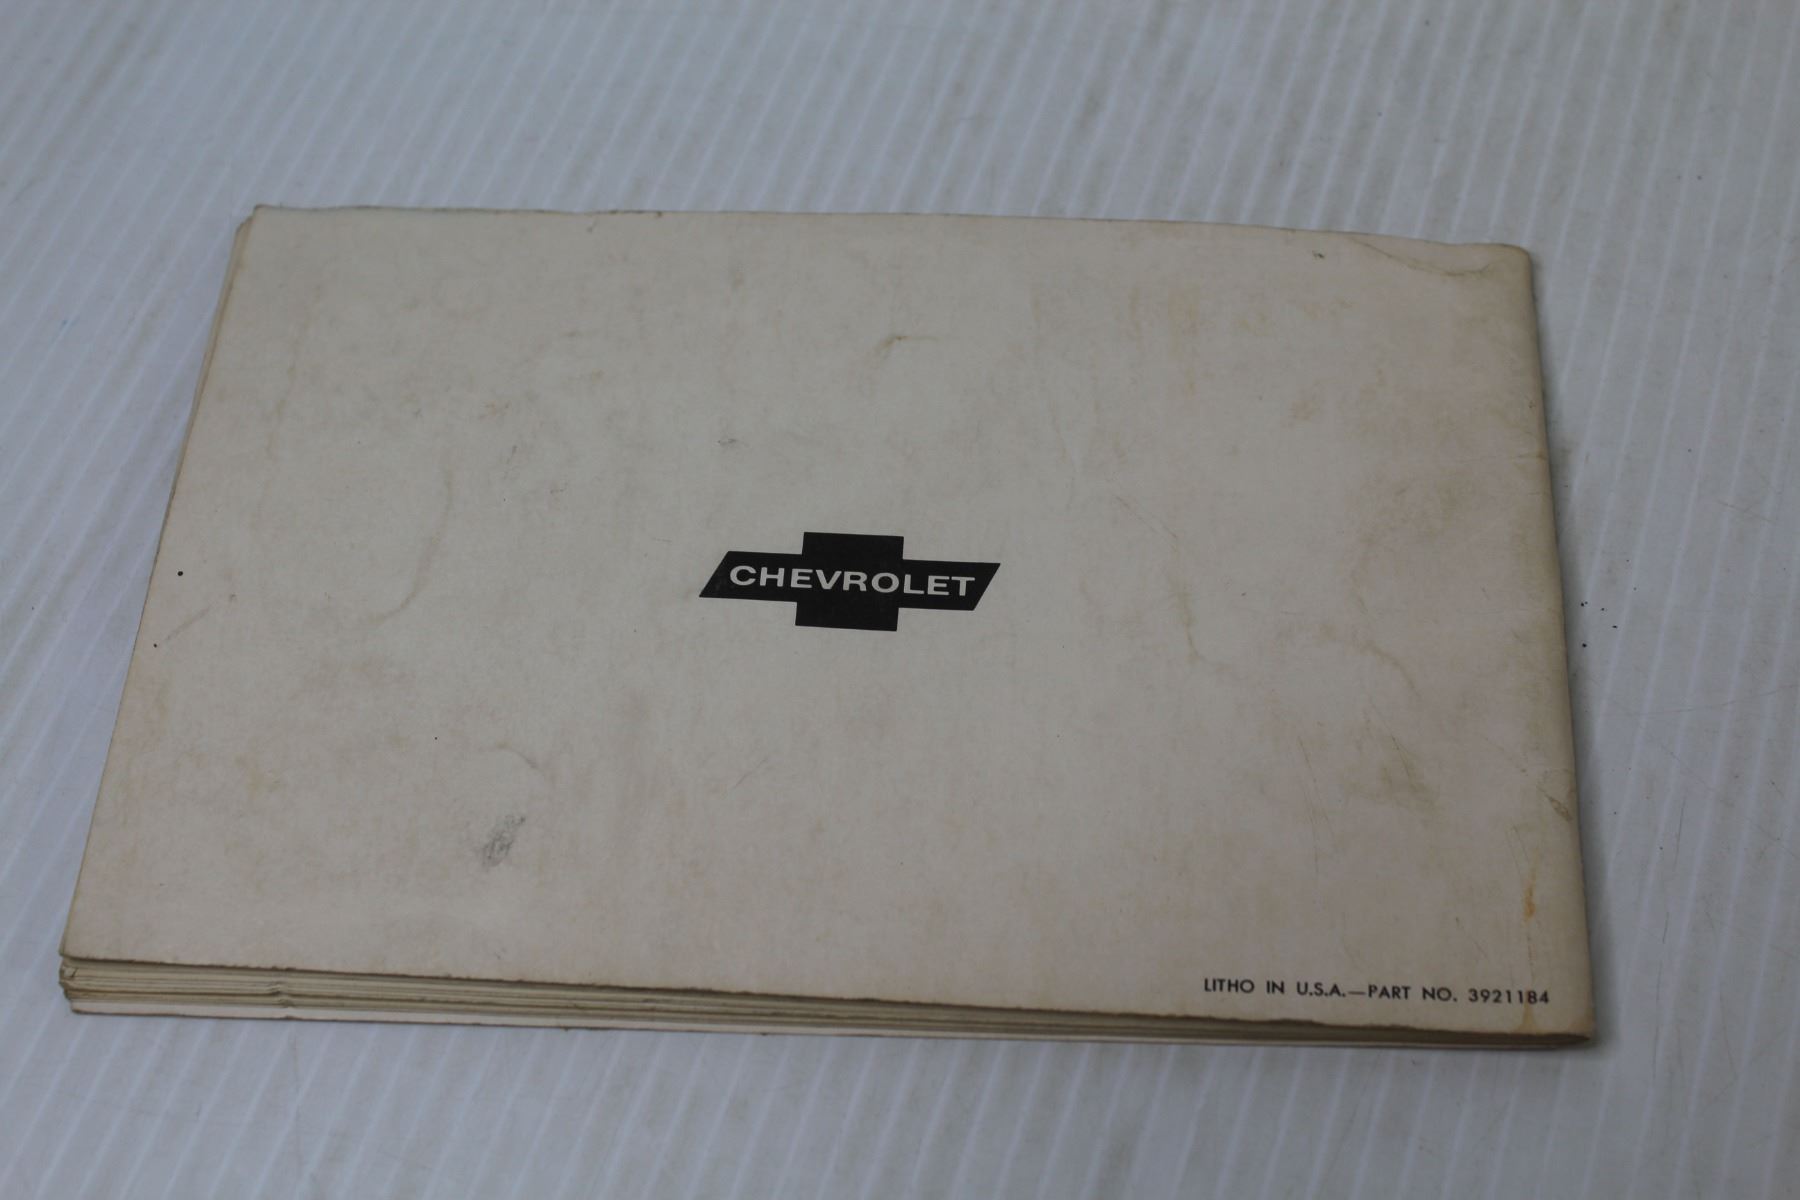 CHEVROLET
LITHO IN U.S.A.—PART NO. 3921184